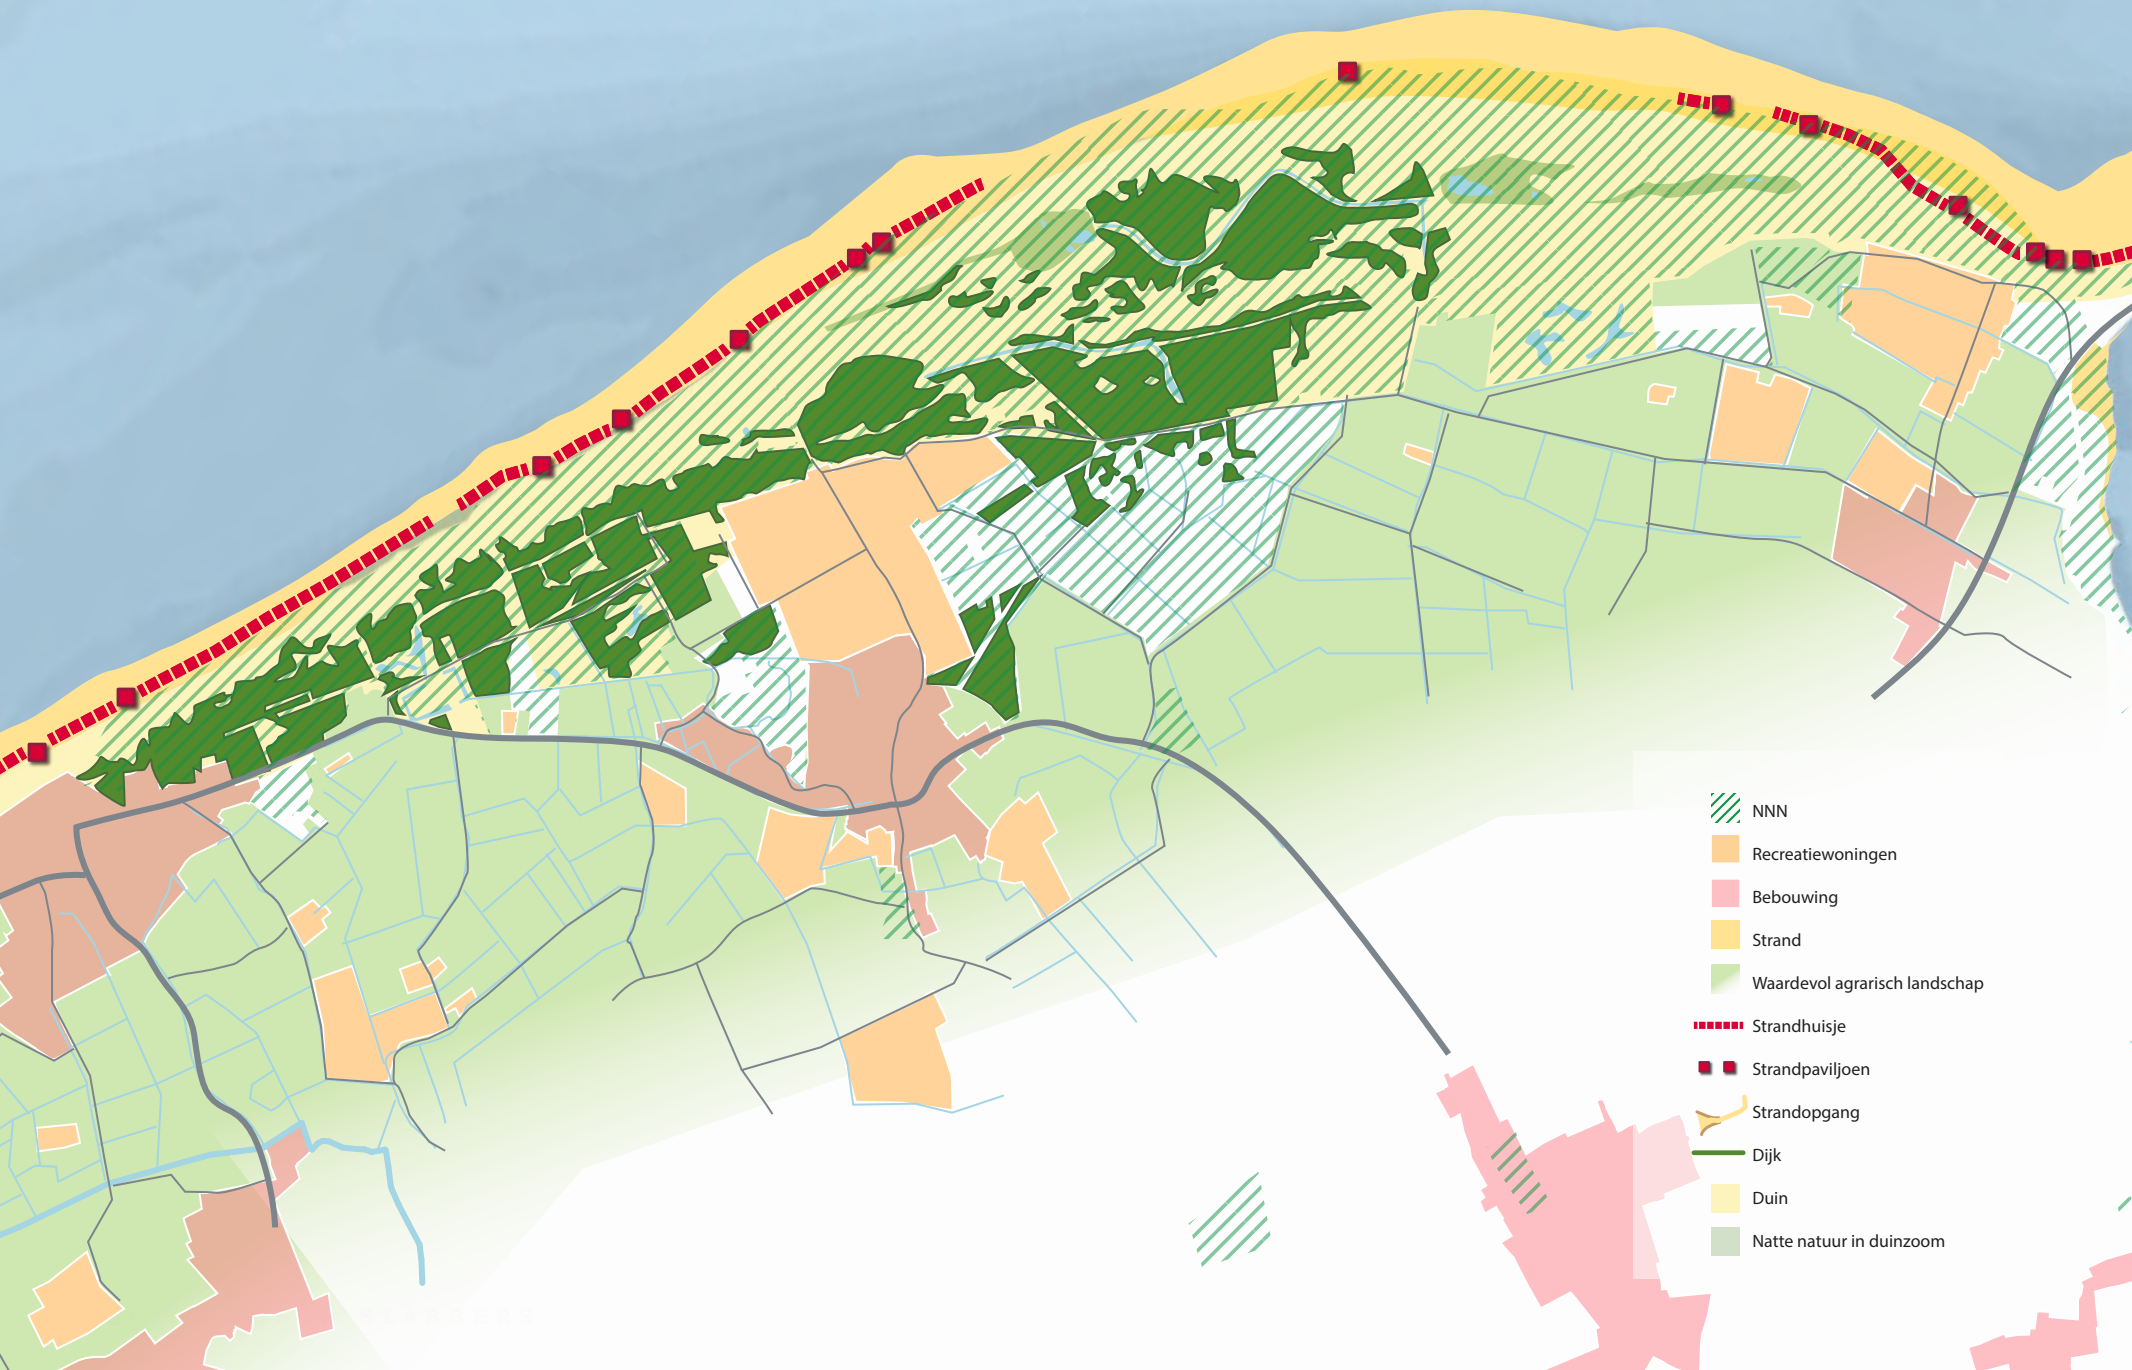 NNN
Recreatiewoningen
Bebouwing
Strand
Waardevol agrarisch landschap
Strandhuisje
Strandpaviljoen
Strandopgang
Dijk
Duin
Natte natuur in duinzoom